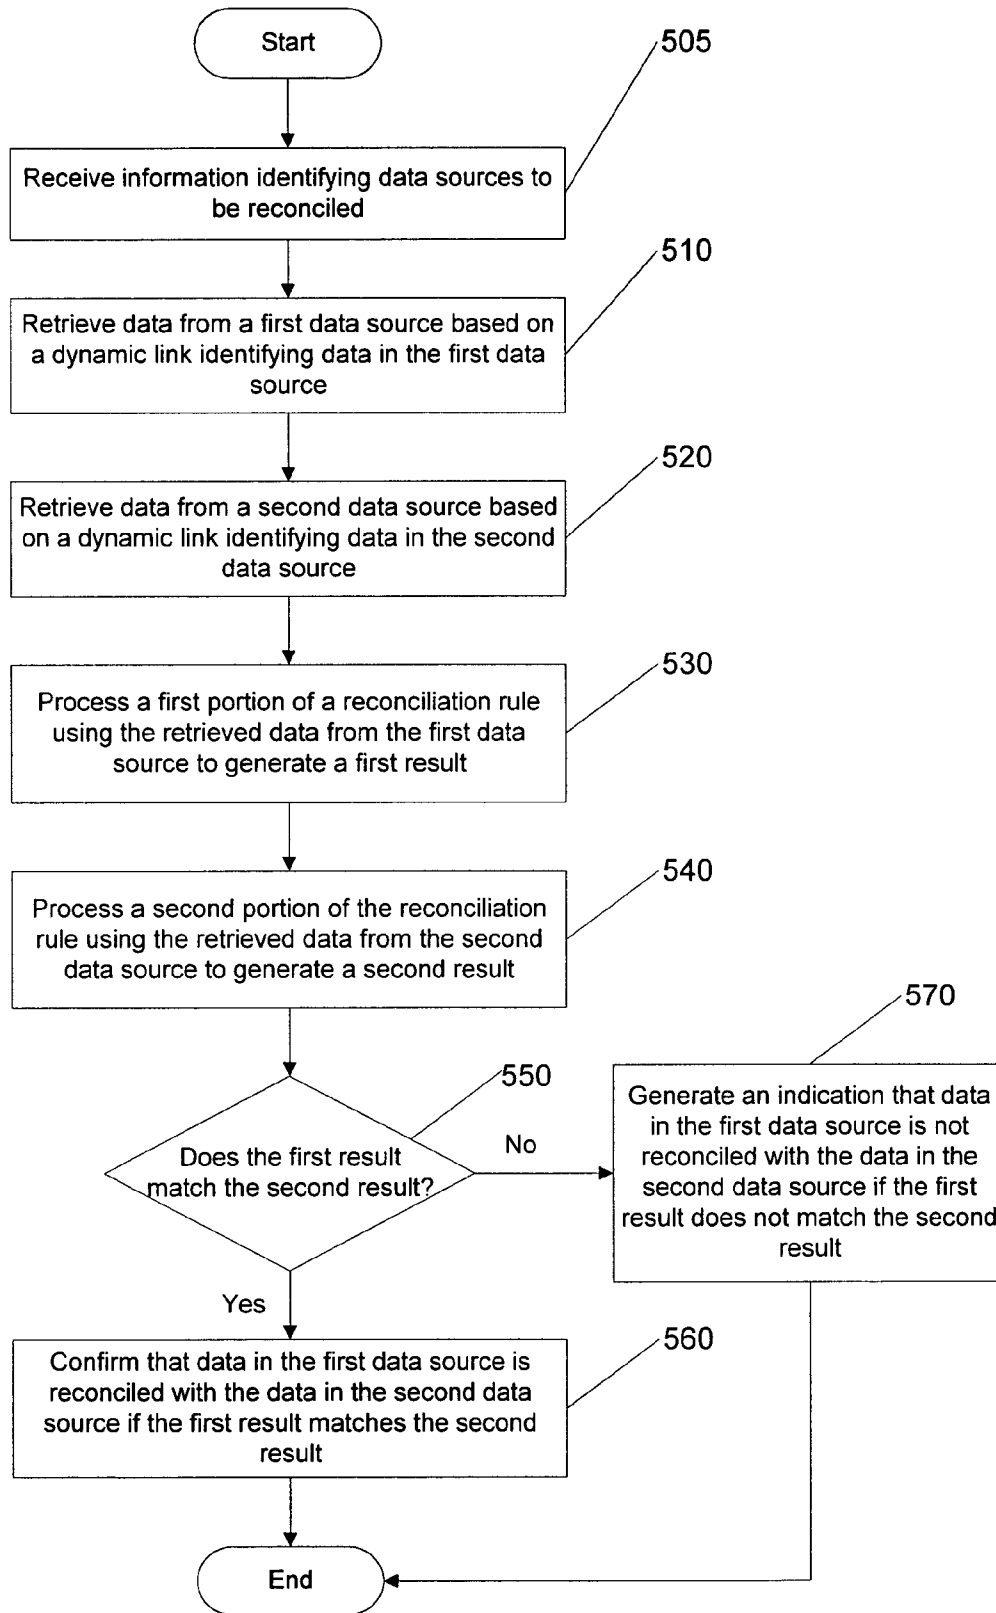 Start
505
Receive information identifying data sources to
be reconciled
510
Retrieve data from a first data source based on
a dynamic link identifying data in the first data
source
520
Retrieve data from a second data source based
on a dynamic link identifying data in the second
data source
530
Process a first portion of a reconciliation rule
using the retrieved data from the first data
source to generate a first result
540
Process a second portion of the reconciliation
rule using the retrieved data from the second
data source to generate a second result
550
Does the first result
match the second result?
No
570
Generate an indication that data
in the first data source is not
reconciled with the data in the
second data source if the first
result does not match the second
result
Yes
560
Confirm that data in the first data source is
reconciled with the data in the second data
source if the first result matches the second
result
End